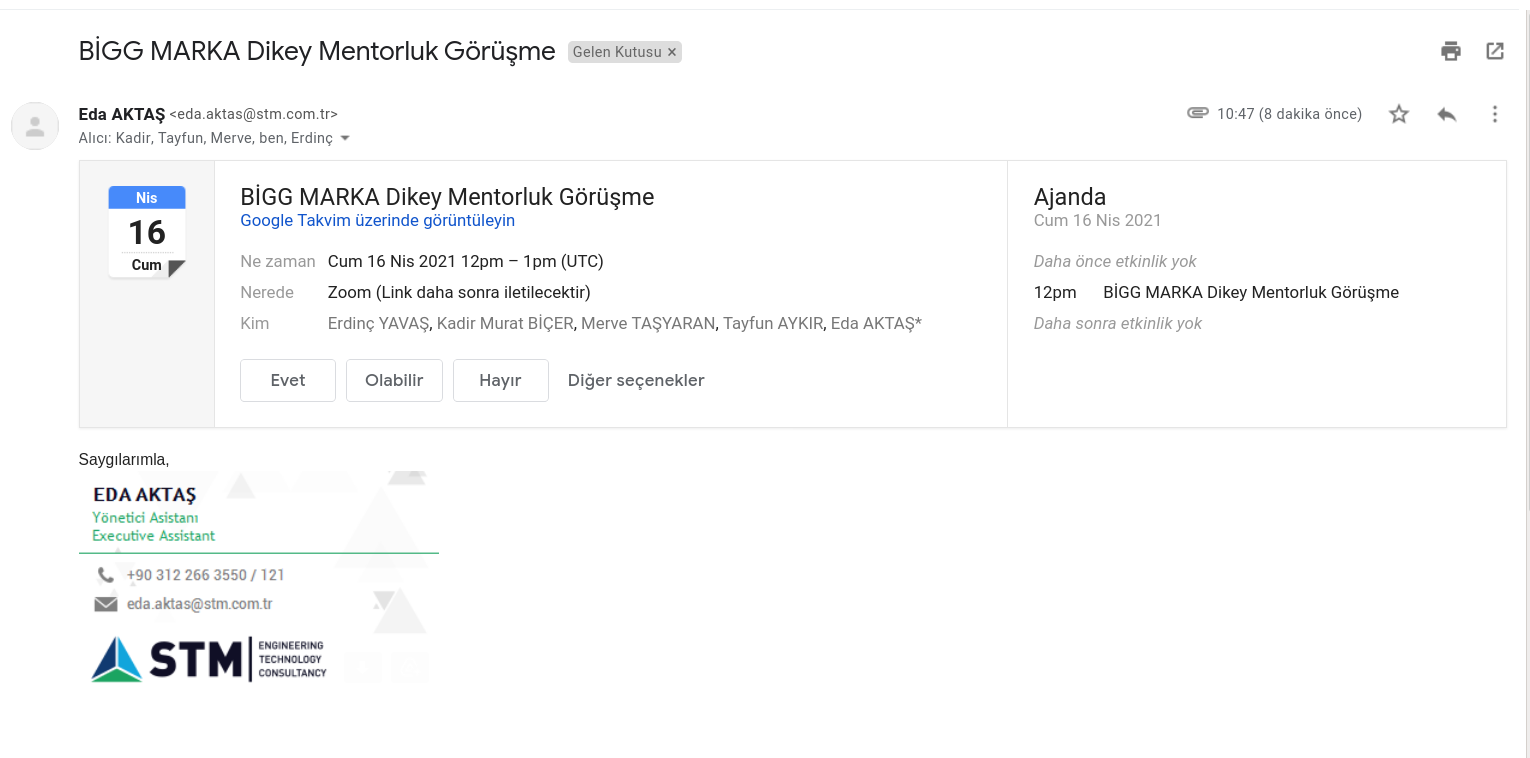 BİGG MARKA Dikey Mentorluk Görüşme Gelen Kutusu ×
Eda AKTAŞ <eda.aktas@stm.com.tr> 10:47 (8 dakika önce)
Alıcı: Kadir, Tayfun, Merve, ben, Erdinç
Nis
16
Cum
BİGG MARKA Dikey Mentorluk Görüşme
Google Takvim üzerinde görüntüleyin
Ne zaman Cum 16 Nis 2021 12pm – 1pm (UTC)
Nerede Zoom (Link daha sonra iletilecektir)
Kim Erdinç YAVAŞ, Kadir Murat BİÇER, Merve TAŞYARAN, Tayfun AYKIR, Eda AKTAŞ*
Evet Olabilir Hayır Diğer seçenekler
Ajanda
Cum 16 Nis 2021
Daha önce etkinlik yok
12pm BİGG MARKA Dikey Mentorluk Görüşme
Daha sonra etkinlik yok
Saygılarımla,
EDA AKTAŞ
Yönetici Asistanı
Executive Assistant
+90 312 266 3550 / 121
eda.aktas@stm.com.tr
STM
ENGINEERING
TECHNOLOGY
CONSULTANCY